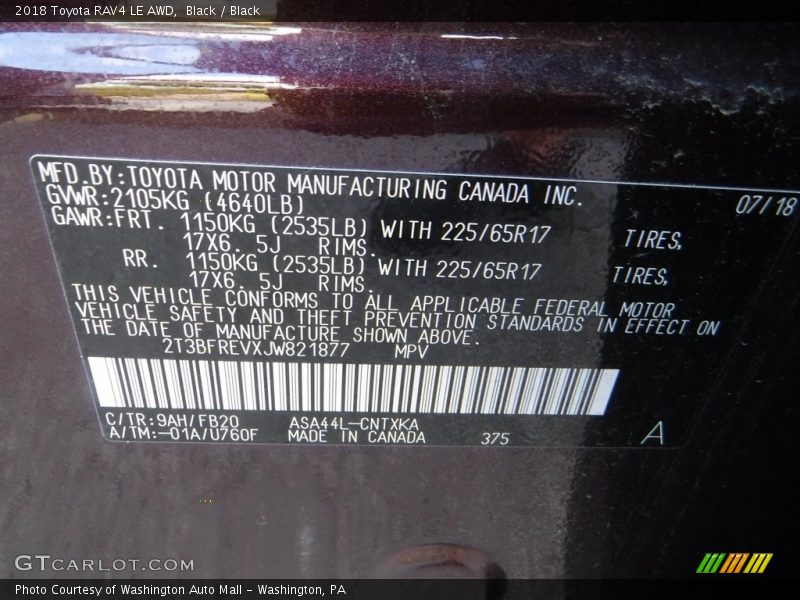 2018 Toyota RAV4 LE AWD, Black / Black
MFD.BY:TOYOTA MOTOR MANUFACTURING CANADA INC. 07/18
GVWR:2105KG (4640LB)
GAWR:FRT. 1150KG (2535LB) WITH 225/65R17 TIRES,
17X6. 5J RIMS.
RR. 1150KG (2535LB) WITH 225/65R17 TIRES,
17X6. 5J RIMS.
THIS VEHICLE CONFORMS TO ALL APPLICABLE FEDERAL MOTOR
VEHICLE SAFETY AND THEFT PREVENTION STANDARDS IN EFFECT ON
THE DATE OF MANUFACTURE SHOWN ABOVE.
2T3BFREVXJW821877 MPV
C/TR:9AH/FB20 ASA44L-CNTXKA
A/TM:-01A/U760F MADE IN CANADA 375 A
GTCARLOT.COM
Photo Courtesy of Washington Auto Mall - Washington, PA